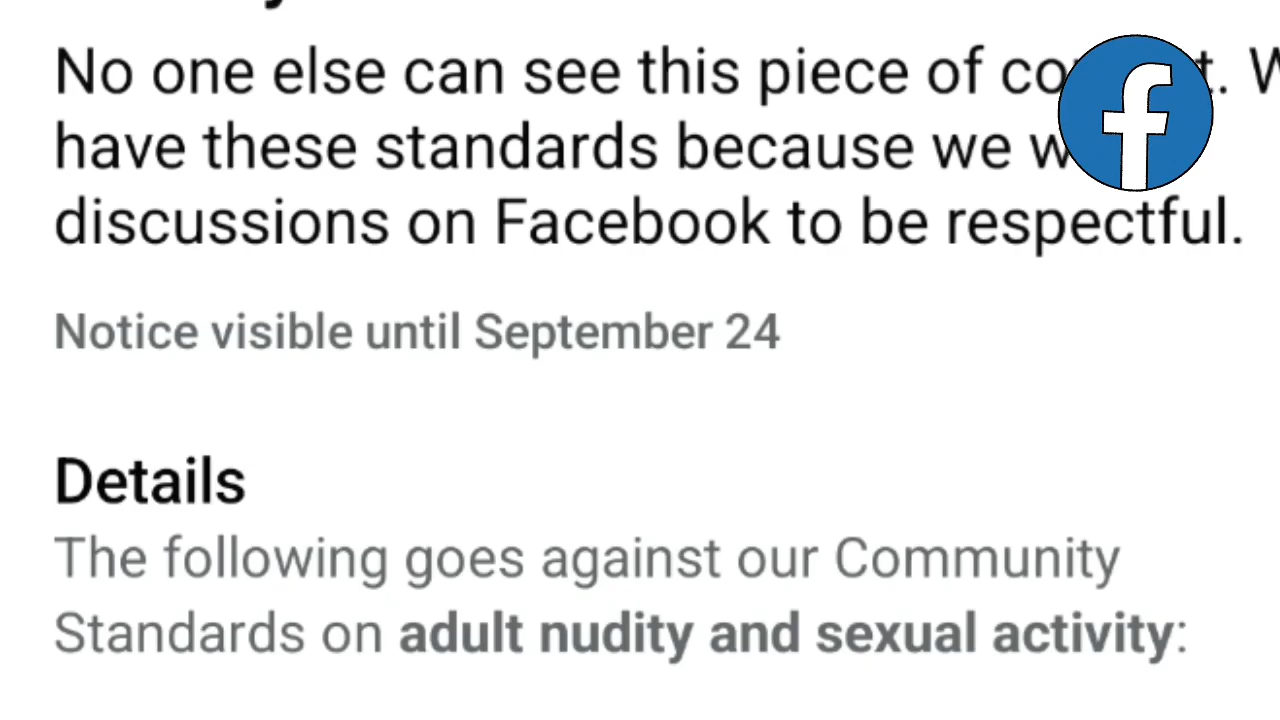 No one else can see this piece of
have these standards because we
discussions on Facebook to be respectful.
Notice visible until September 24
Details
The following goes against our Community
Standards on adult nudity and sexual activity: